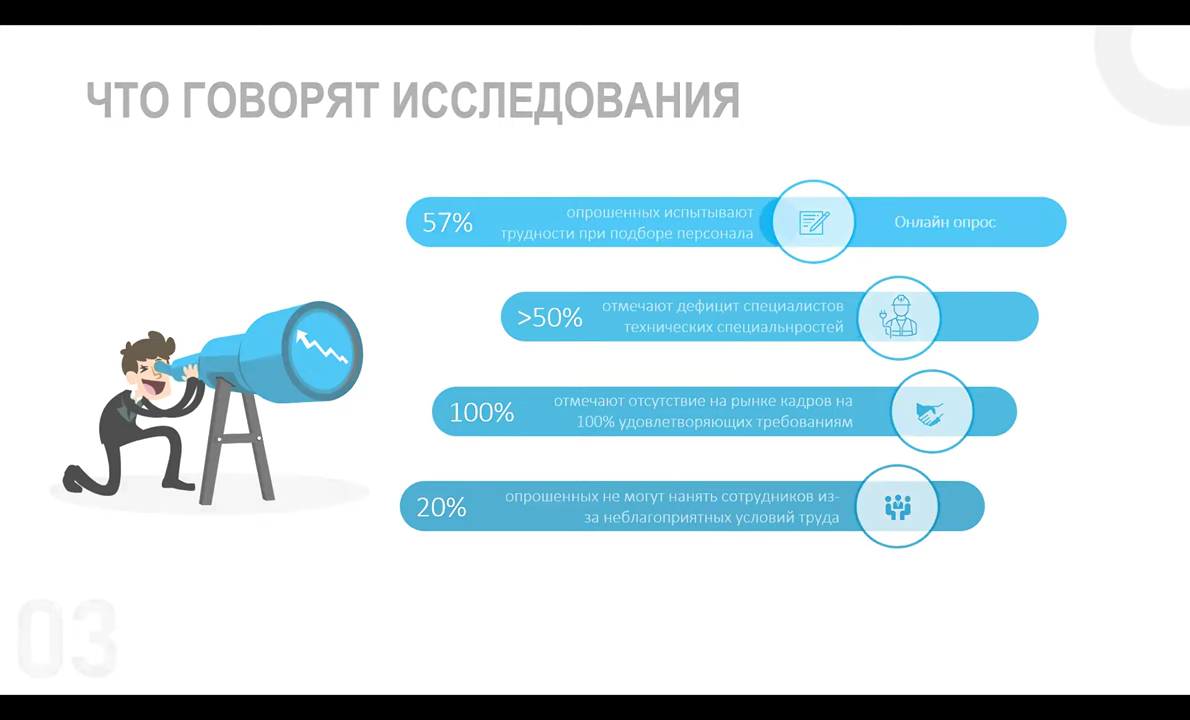 ЧТО ГОВОРЯТ ИССЛЕДОВАНИЯ
57%
опрошенных испытывают
трудности при подборе персонала
Онлайн опрос
>50%
отмечают дефицит специалистов
технических специальнростей
100%
отмечают отсутствие на рынке кадров на
100% удовлетворяющих требованиям
20%
опрошенных не могут нанять сотрудников из-
за неблагоприятных условий труда
03